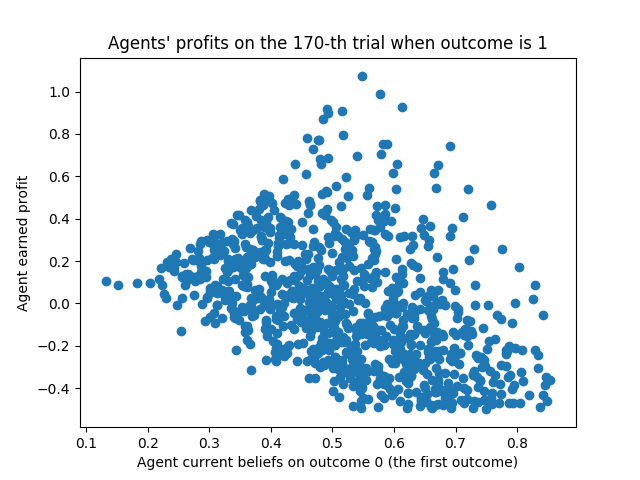 Agents' profits on the 170-th trial when outcome is 1
1.0
0.8
0.6
0.4
0.2
0.0
−0.2
−0.4
Agent earned profit
0.1 0.2 0.3 0.4 0.5 0.6 0.7 0.8
Agent current beliefs on outcome 0 (the first outcome)